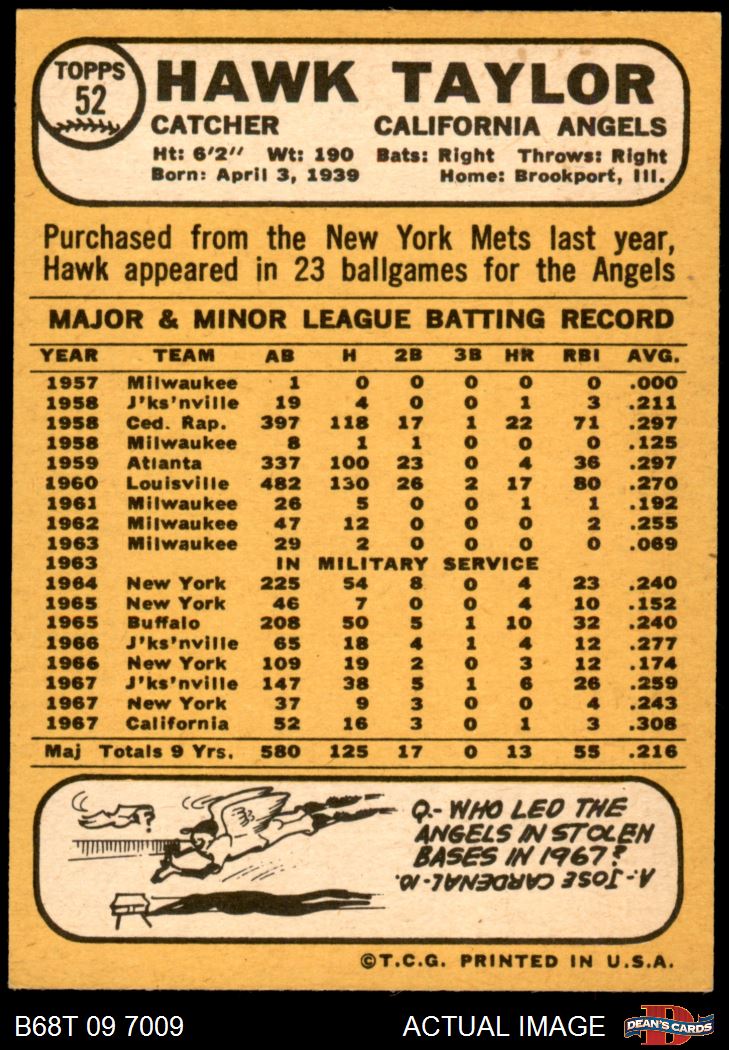 TOPPS
52
HAWK TAYLOR
CATCHER CALIFORNIA ANGELS
Ht: 6'2" Wt: 190 Bats: Right Throws: Right
Born: April 3, 1939 Home: Brookport, Ill.
Purchased from the New York Mets last year,
Hawk appeared in 23 ballgames for the Angels
MAJOR & MINOR LEAGUE BATTING RECORD
YEAR TEAM AB H 2B 3B HR RBI AVG.
1957 Milwaukee 1 0 0 0 0 0 .000
1958 J'ks'nville 19 4 0 0 1 3 .211
1958 Ced. Rap. 397 118 17 1 22 71 .297
1958 Milwaukee 8 1 1 0 0 0 .125
1959 Atlanta 337 100 23 0 4 36 .297
1960 Louisville 482 130 26 2 17 80 .270
1961 Milwaukee 26 5 0 0 1 1 .192
1962 Milwaukee 47 12 0 0 0 2 .255
1963 Milwaukee 29 2 0 0 0 0 .069
1963 IN MILITARY SERVICE
1964 New York 225 54 8 0 4 23 .240
1965 New York 46 7 0 0 4 10 .152
1965 Buffalo 208 50 5 1 10 32 .240
1966 J'ks'nville 65 18 4 1 4 12 .277
1966 New York 109 19 2 0 3 12 .174
1967 J'ks'nville 147 38 5 1 6 26 .259
1967 New York 37 9 3 0 0 4 .243
1967 California 52 16 3 0 1 3 .308
Maj Totals 9 Yrs. 580 125 17 0 13 55 .216
?
Q.- WHO LED THE
ANGELS IN STOLEN
BASES IN 1967?
A.- JOSE CARDENAL-10.
©T.C.G. PRINTED IN U.S.A.
B68T 09 7009 ACTUAL IMAGE
D
DEAN'S CARDS